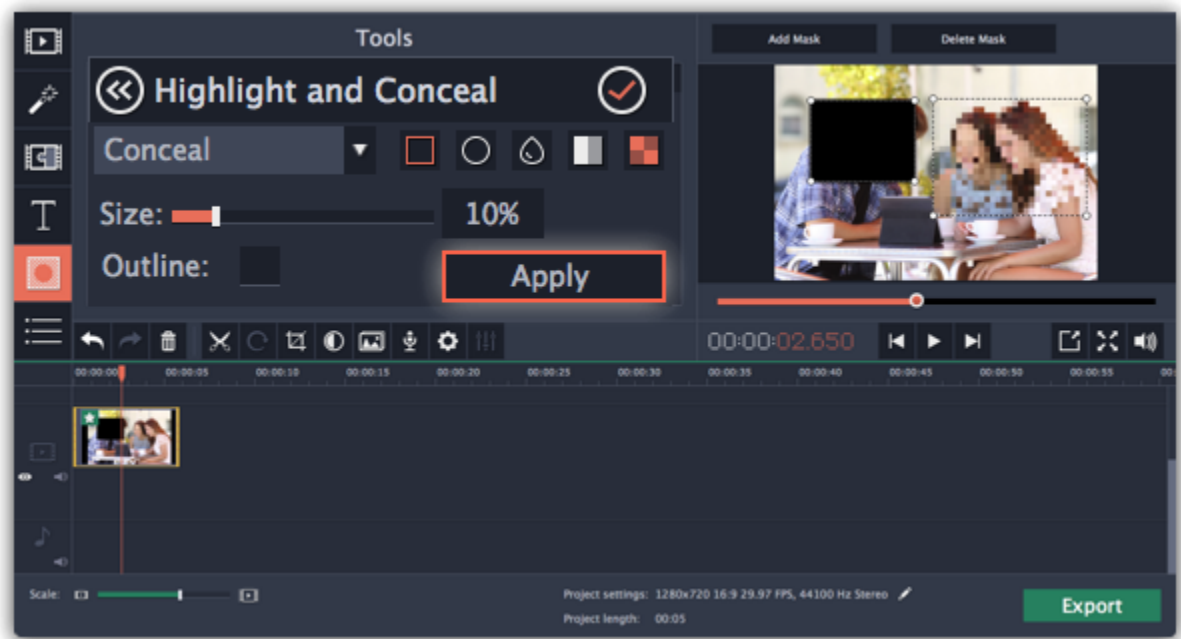 Tools
Add Mask
Delete Mask
Highlight and Conceal
Conceal
Size:
10%
T
Outline:
Apply
00:00:02.650
00:00:00
00:00:05
00:00:10
00:00:15
00:00:20
00:00:25
00:00:30
00:00:35
00:00:40
00:00:45
00:00:50
00:00:55
00:
Scale:
Project settings: 1280x720 16:9 29.97 FPS, 44100 Hz Stereo
Project length: 00:05
Export